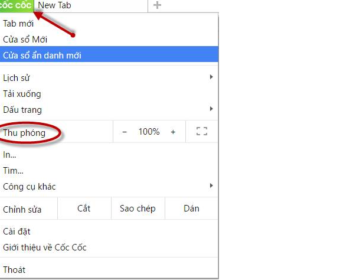 cốc cốc New Tab
Tab mới
Cửa sổ Mới
Cửa sổ ẩn danh mới
Lịch sử
Tải xuống
Dấu trang
Thu phóng - 100% +
In...
Tìm...
Công cụ khác
Chỉnh sửa Cắt Sao chép Dán
Cài đặt
Giới thiệu về Cốc Cốc
Thoát